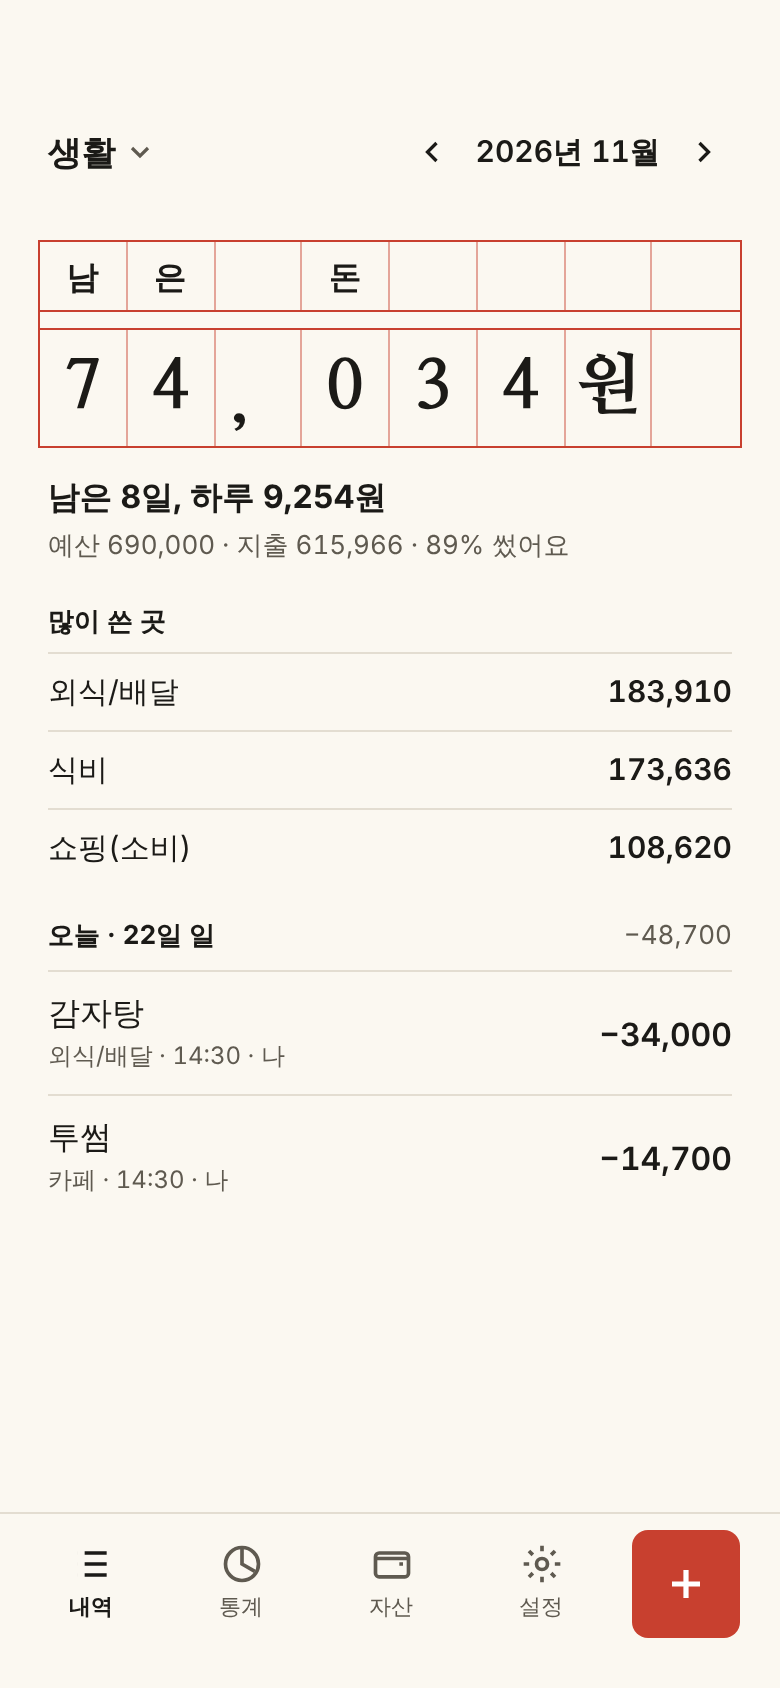 생활
2026년 11월
남은 돈
74,034원
남은 8일, 하루 9,254원
예산 690,000 · 지출 615,966 · 89% 썼어요
많이 쓴 곳
외식/배달 183,910
식비 173,636
쇼핑(소비) 108,620
오늘 · 22일 일 −48,700
감자탕
외식/배달 · 14:30 · 나
−34,000
투썸
카페 · 14:30 · 나
−14,700
내역 통계 자산 설정